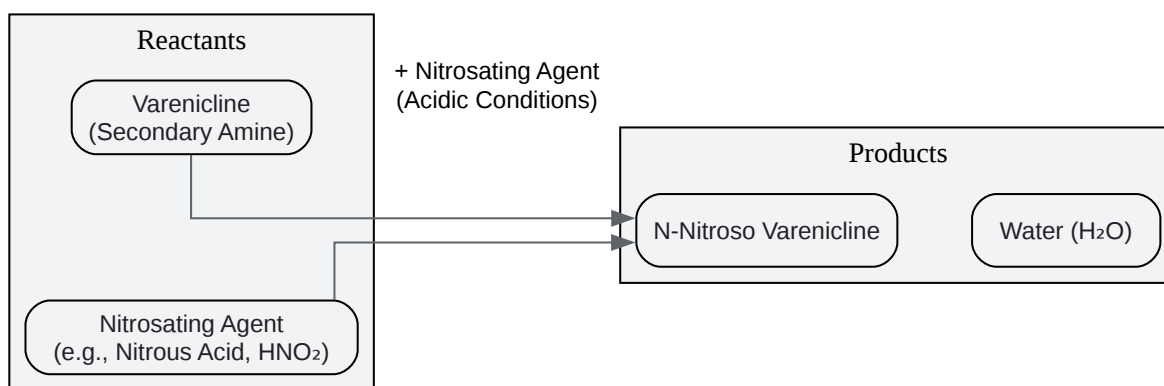 Reactants
Varenicline
(Secondary Amine)
Nitrosating Agent
(e.g., Nitrous Acid, HNO₂)
+ Nitrosating Agent
(Acidic Conditions)
Products
N-Nitroso Varenicline
Water (H₂O)